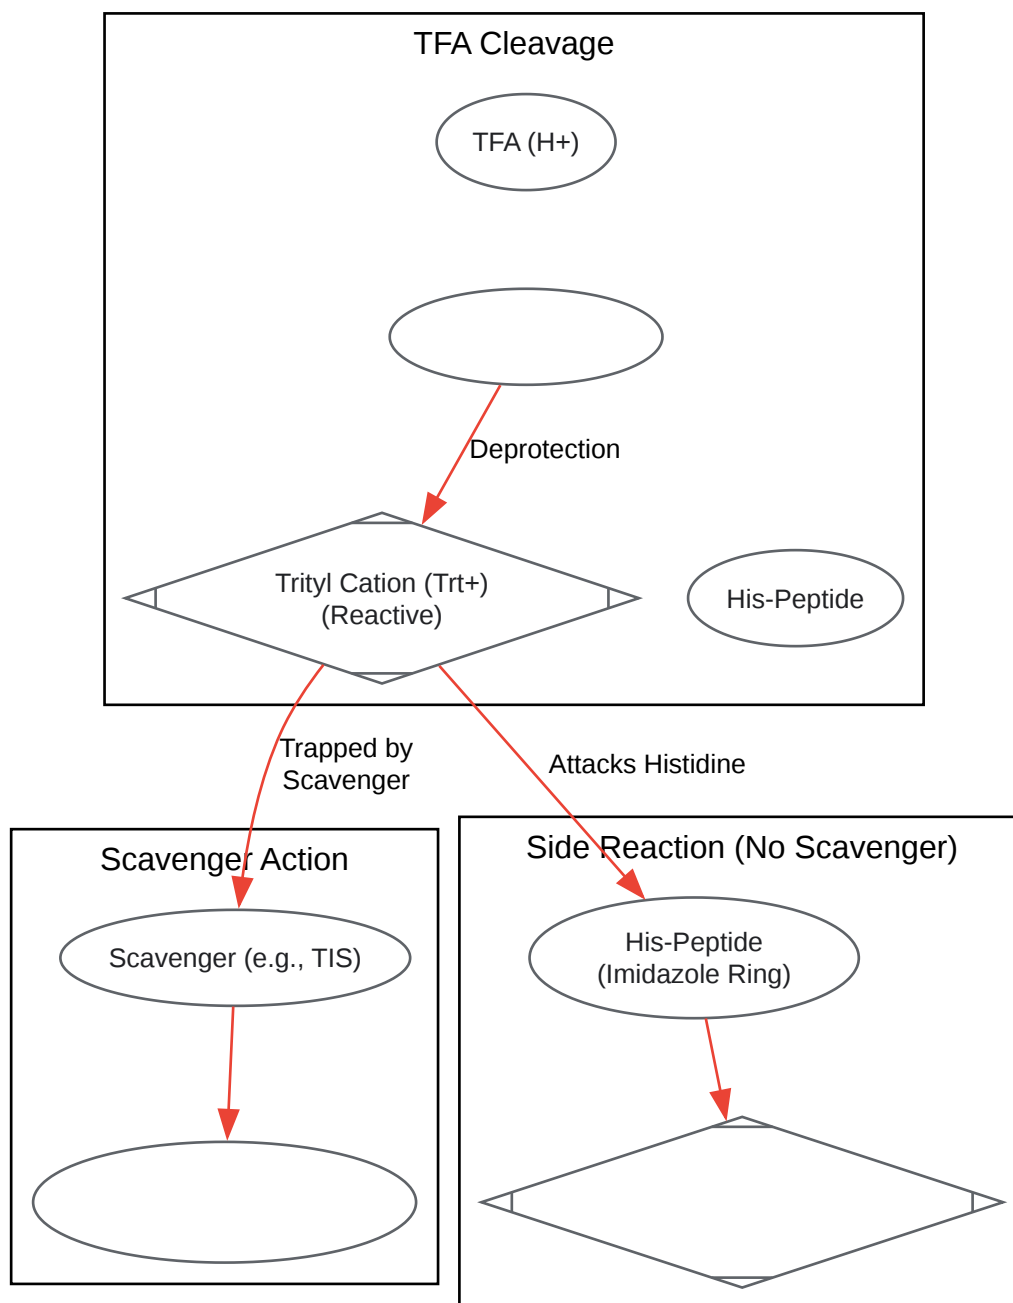 TFA Cleavage
TFA (H+)
Deprotection
Trityl Cation (Trt+)
(Reactive)
His-Peptide
Trapped by
Scavenger
Attacks Histidine
Scavenger Action
Scavenger (e.g., TIS)
Side Reaction (No Scavenger)
His-Peptide
(Imidazole Ring)